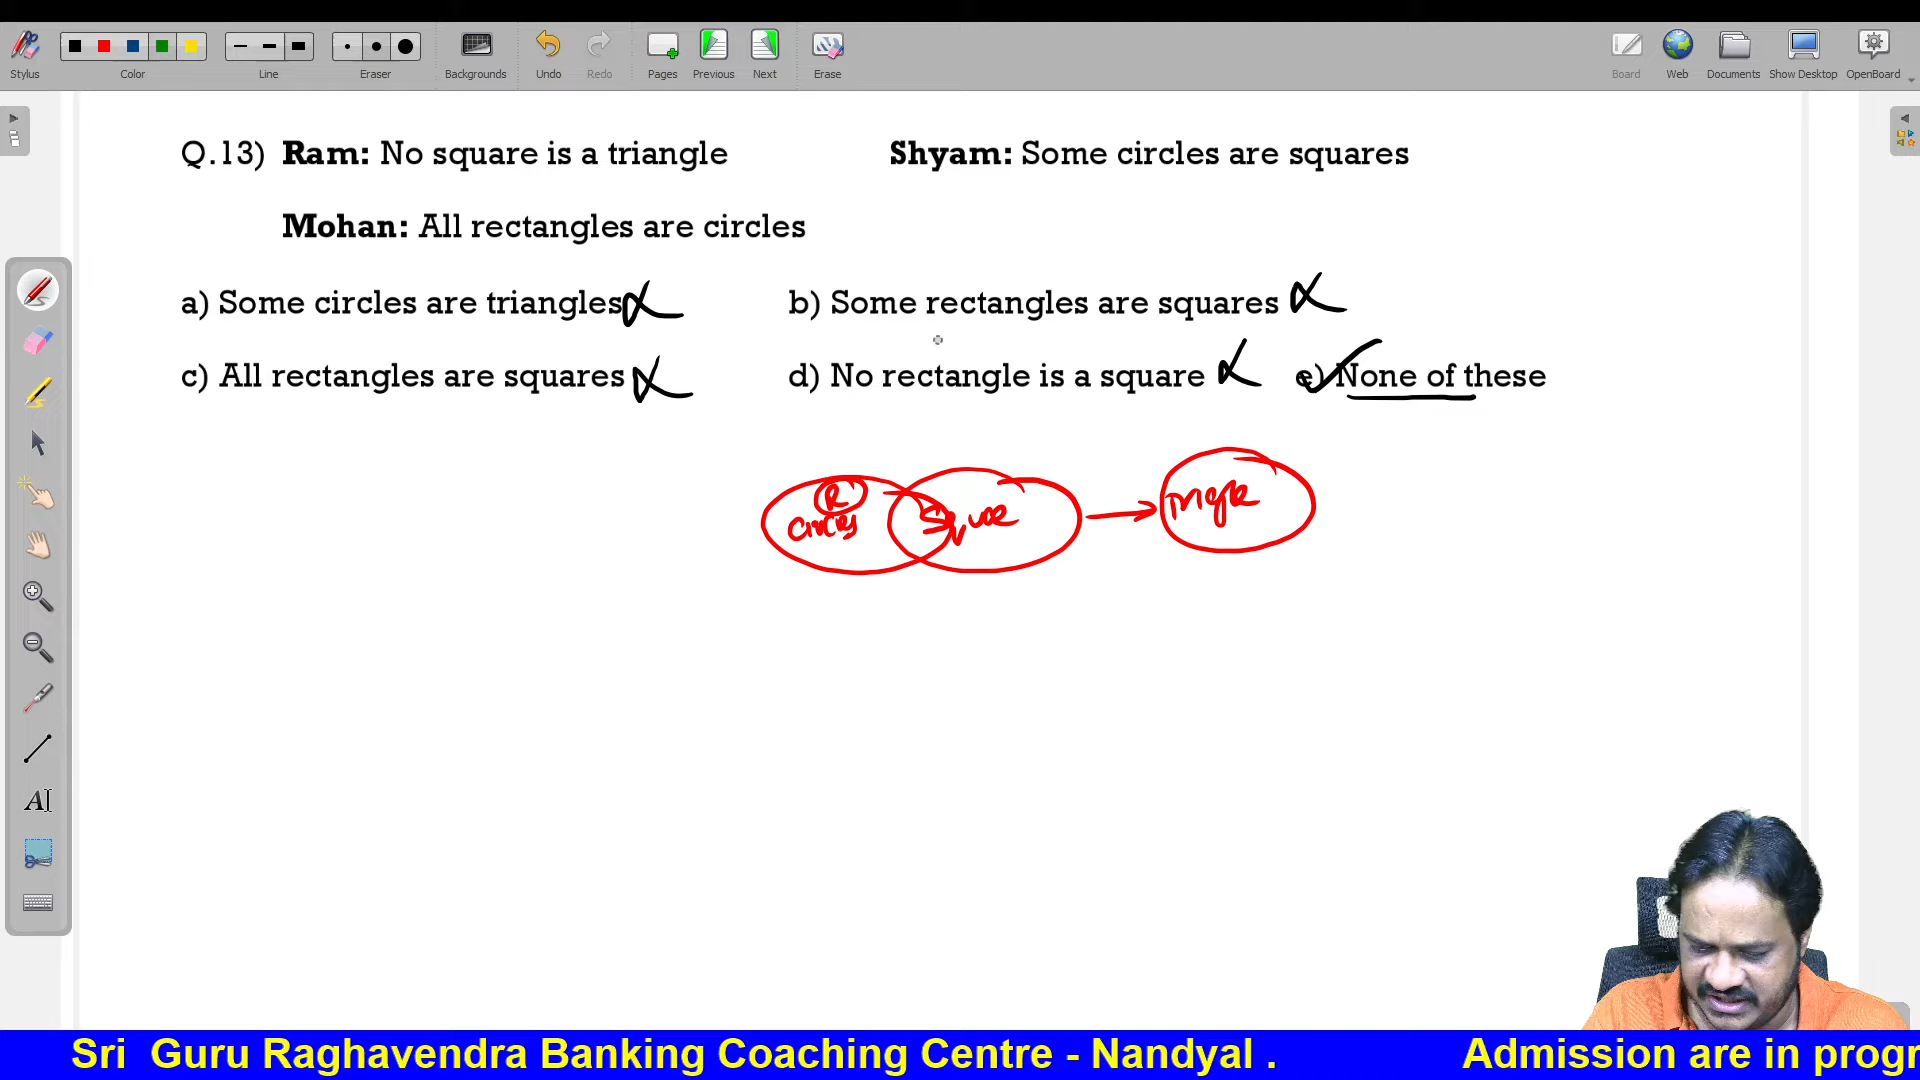 Stylus Color Line Eraser Backgrounds Undo Redo Pages Previous Next Erase Board Web Documents Show Desktop OpenBoard
Q.13) Ram: No square is a triangle Shyam: Some circles are squares
Mohan: All rectangles are circles
a) Some circles are triangles b) Some rectangles are squares
c) All rectangles are squares d) No rectangle is a square e) None of these
R
circles Square Triangle
Sri Guru Raghavendra Banking Coaching Centre - Nandyal . Admission are in progr